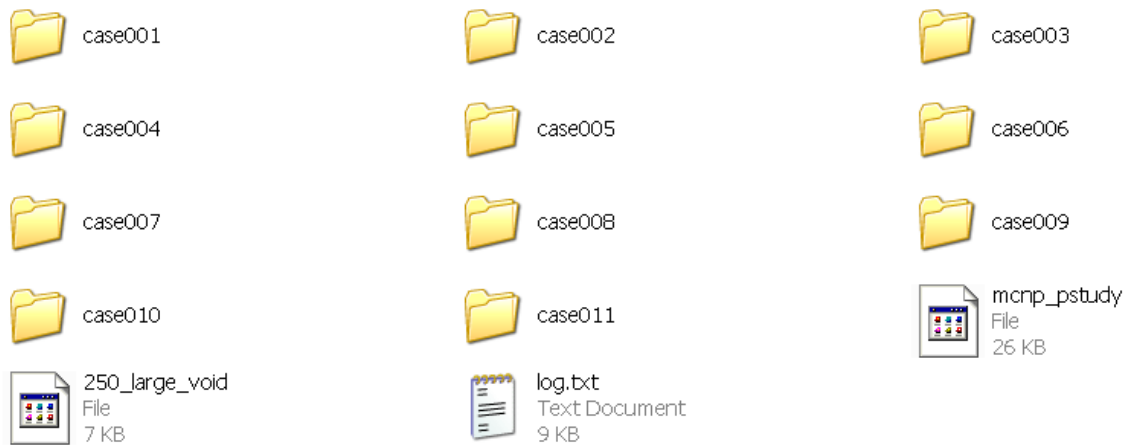 case001
case002
case003
case004
case005
case006
case007
case008
case009
case010
case011
mcnp_pstudy
File
26 KB
250_large_void
File
7 KB
log.txt
Text Document
9 KB